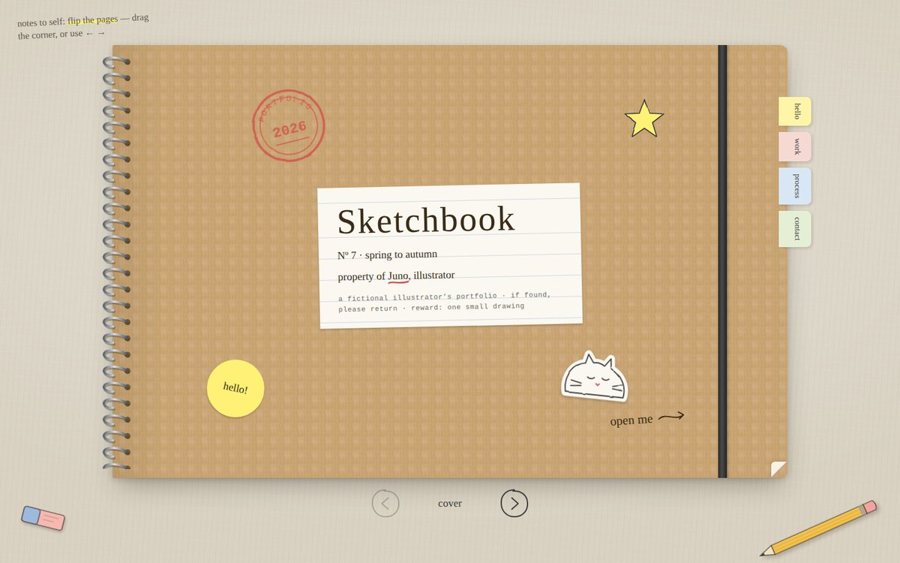 notes to self: flip the pages — drag
the corner, or use ← →
PORTFOLIO
2026
hello
work
process
contact
Sketchbook
Nº 7 · spring to autumn
property of Juno, illustrator
a fictional illustrator's portfolio · if found,
please return · reward: one small drawing
hello!
open me
cover